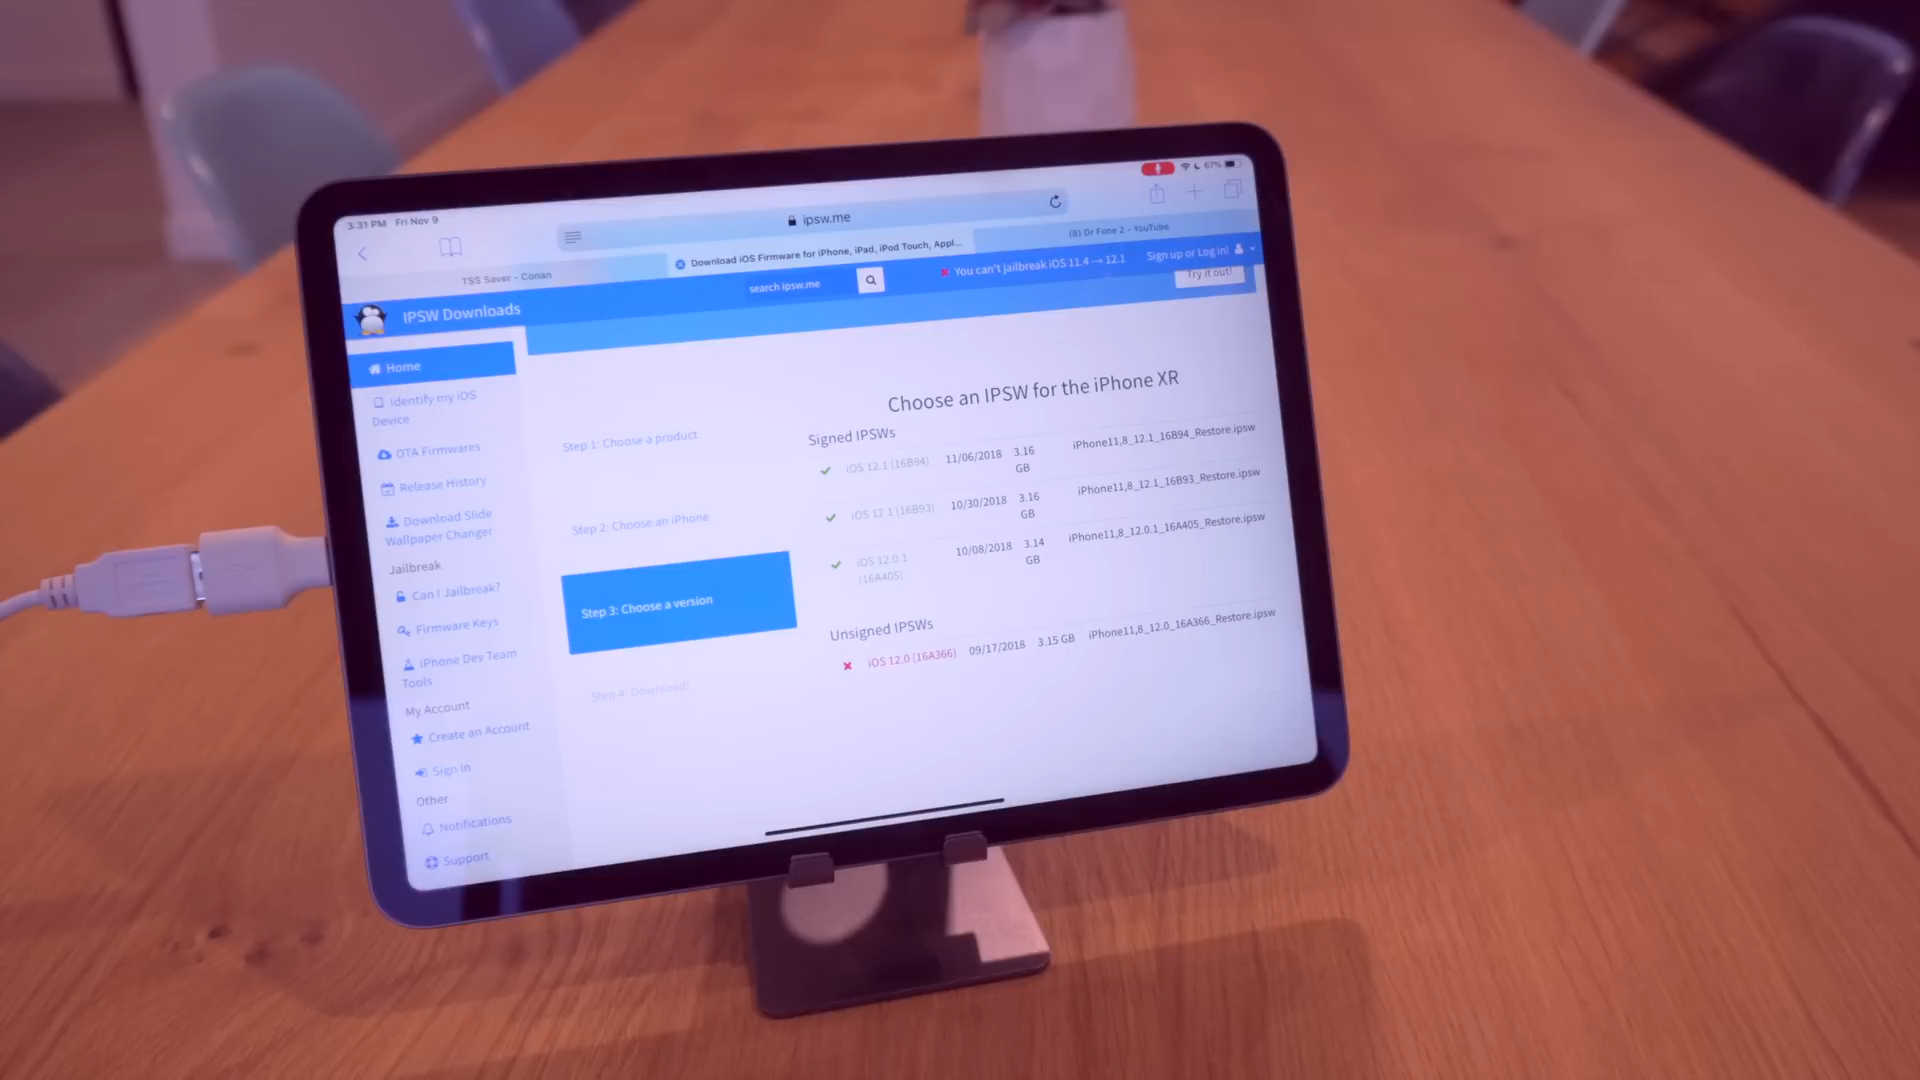 3:31 PM Fri Nov 9
67%
ipsw.me
TSS Saver - Conan
Download iOS Firmware for iPhone, iPad, iPod Touch, Appl...
(8) Dr Fone 2 - YouTube
IPSW Downloads
search ipsw.me
You can't jailbreak iOS 11.4 → 12.1
Sign up or Log in!
Try it out!
Home
Identify my iOS
Device
OTA Firmwares
Release History
Download Slide
Wallpaper Changer
Jailbreak
Can I Jailbreak?
Firmware Keys
iPhone Dev Team
Tools
My Account
Create an Account
Sign In
Other
Notifications
Support
Step 1: Choose a product
Step 2: Choose an iPhone
Step 3: Choose a version
Step 4: Download!
Choose an IPSW for the iPhone XR
Signed IPSWs
iOS 12.1 (16B94) 11/06/2018 3.16 GB iPhone11,8_12.1_16B94_Restore.ipsw
iOS 12.1 (16B93) 10/30/2018 3.16 GB iPhone11,8_12.1_16B93_Restore.ipsw
iOS 12.0.1 (16A405) 10/08/2018 3.14 GB iPhone11,8_12.0.1_16A405_Restore.ipsw
Unsigned IPSWs
iOS 12.0 (16A366) 09/17/2018 3.15 GB iPhone11,8_12.0_16A366_Restore.ipsw